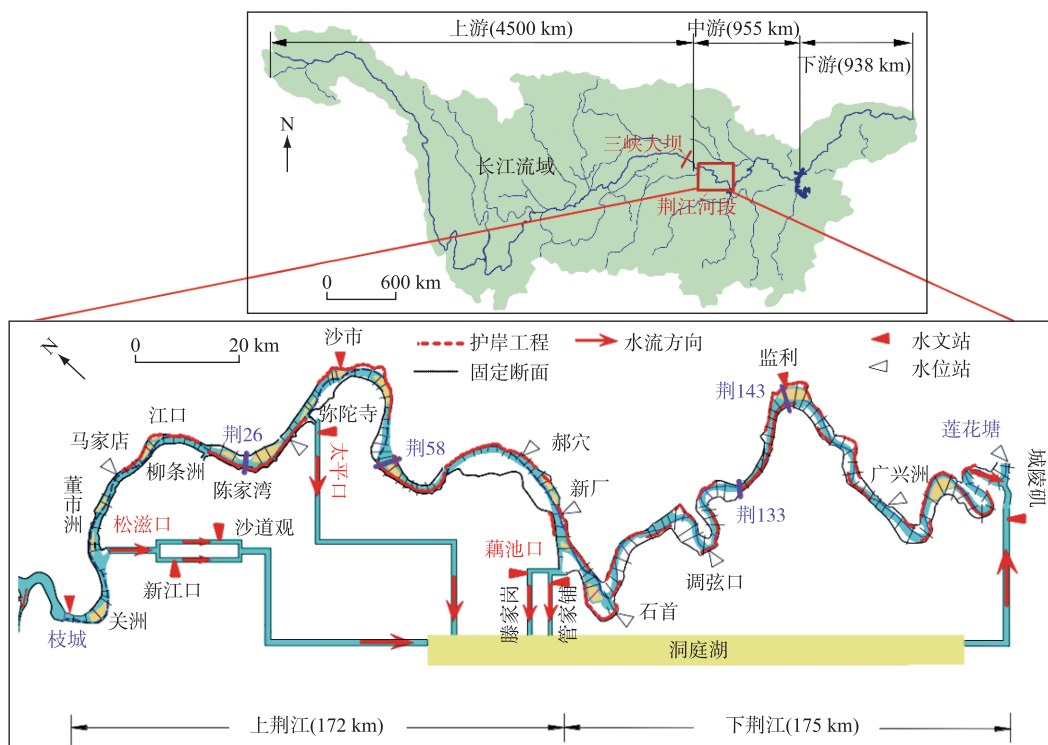 上游(4500 km)
中游(955 km)
下游(938 km)
N
三峡大坝
长江流域
荆江河段
0 600 km
N
0 20 km
沙市
护岸工程
水流方向
固定断面
监利
水文站
水位站
荆143
江口
马家店
荆26
弥陀寺
柳条洲
陈家湾
太平口
荆58
郝穴
莲花塘
城陵矶
广兴洲
董市洲
新厂
荆133
松滋口
沙道观
藕池口
调弦口
新江口
滕家岗
管家铺
石首
关洲
枝城
洞庭湖
上荆江(172 km)
下荆江(175 km)